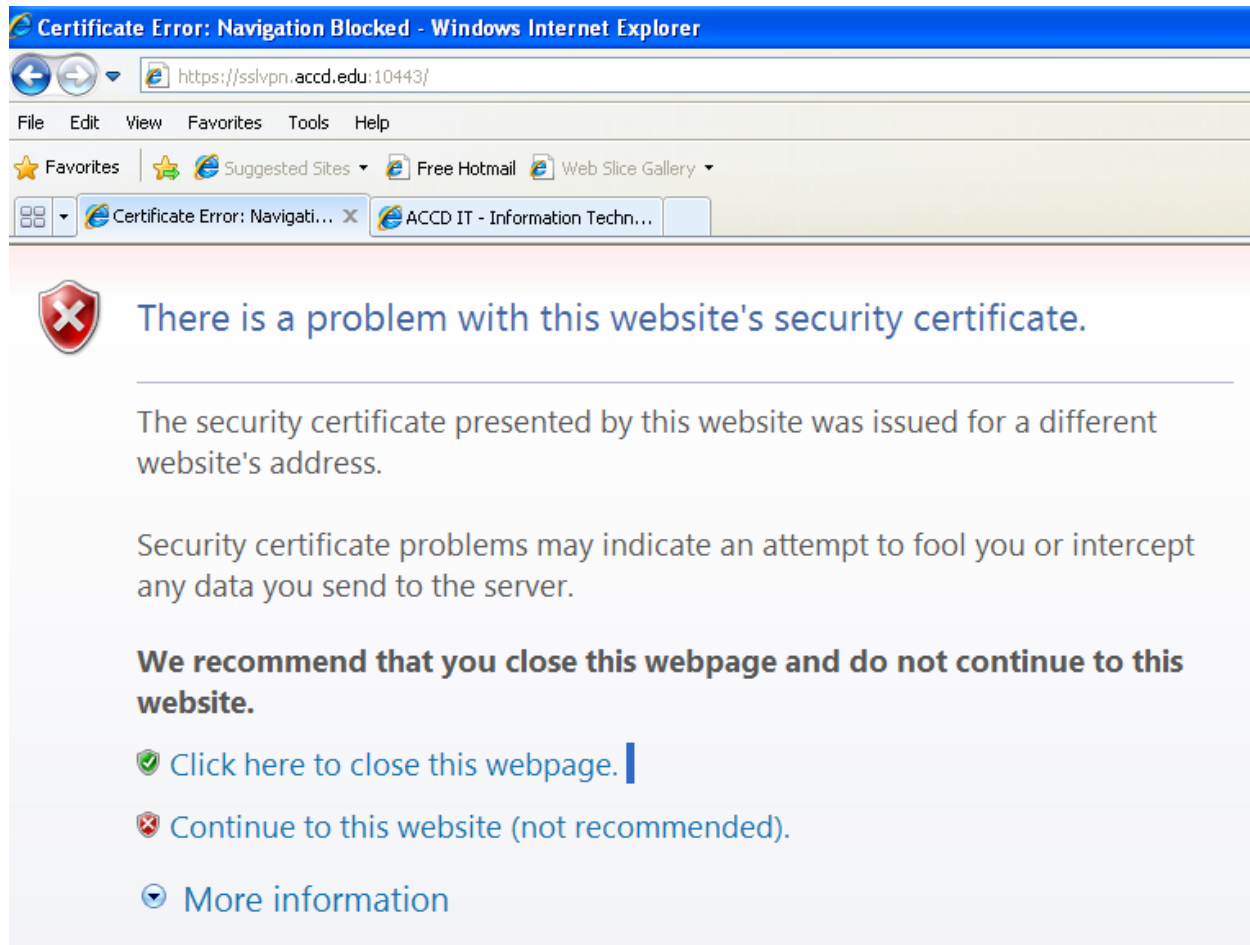 Certificate Error: Navigation Blocked - Windows Internet Explorer
https://sslvpn.accd.edu:10443/
File Edit View Favorites Tools Help
Favorites Suggested Sites Free Hotmail Web Slice Gallery
Certificate Error: Navigati... X ACCD IT - Information Techn...
There is a problem with this website's security certificate.
The security certificate presented by this website was issued for a different
website's address.
Security certificate problems may indicate an attempt to fool you or intercept
any data you send to the server.
We recommend that you close this webpage and do not continue to this
website.
Click here to close this webpage.
Continue to this website (not recommended).
More information